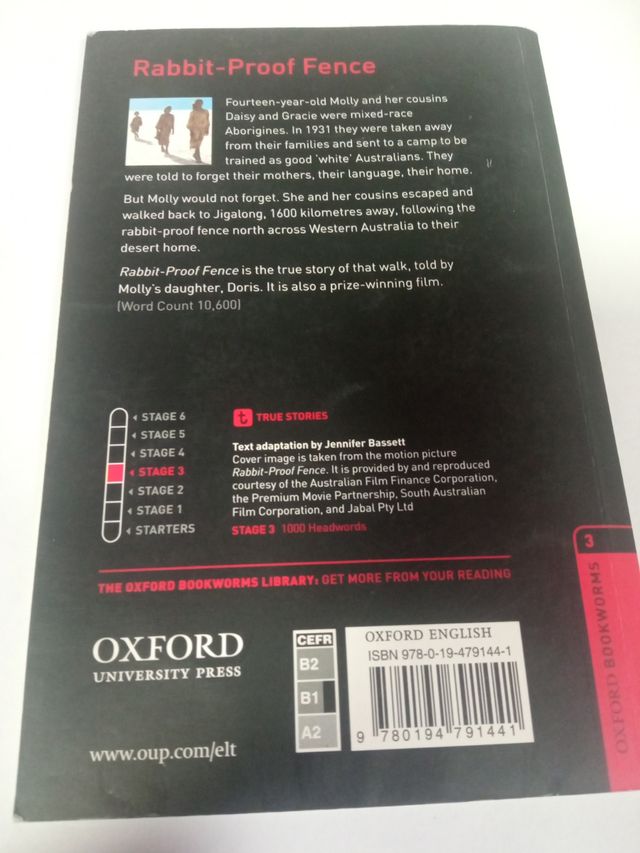 Rabbit-Proof Fence
Fourteen-year-old Molly and her cousins
Daisy and Gracie were mixed-race
Aborigines. In 1931 they were taken away
from their families and sent to a camp to be
trained as good 'white' Australians. They
were told to forget their mothers, their language, their home.
But Molly would not forget. She and her cousins escaped and
walked back to Jigalong, 1600 kilometres away, following the
rabbit-proof fence north across Western Australia to their
desert home.
Rabbit-Proof Fence is the true story of that walk, told by
Molly's daughter, Doris. It is also a prize-winning film.
(Word Count 10,600)
STAGE 6
STAGE 5
STAGE 4
STAGE 3
STAGE 2
STAGE 1
STARTERS
t TRUE STORIES
Text adaptation by Jennifer Bassett
Cover image is taken from the motion picture
Rabbit-Proof Fence. It is provided by and reproduced
courtesy of the Australian Film Finance Corporation,
the Premium Movie Partnership, South Australian
Film Corporation, and Jabal Pty Ltd
STAGE 3 1000 Headwords
THE OXFORD BOOKWORMS LIBRARY: GET MORE FROM YOUR READING
3
OXFORD BOOKWORMS
OXFORD
UNIVERSITY PRESS
www.oup.com/elt
CEFR
B2
B1
A2
OXFORD ENGLISH
ISBN 978-0-19-479144-1
9 780194 791441